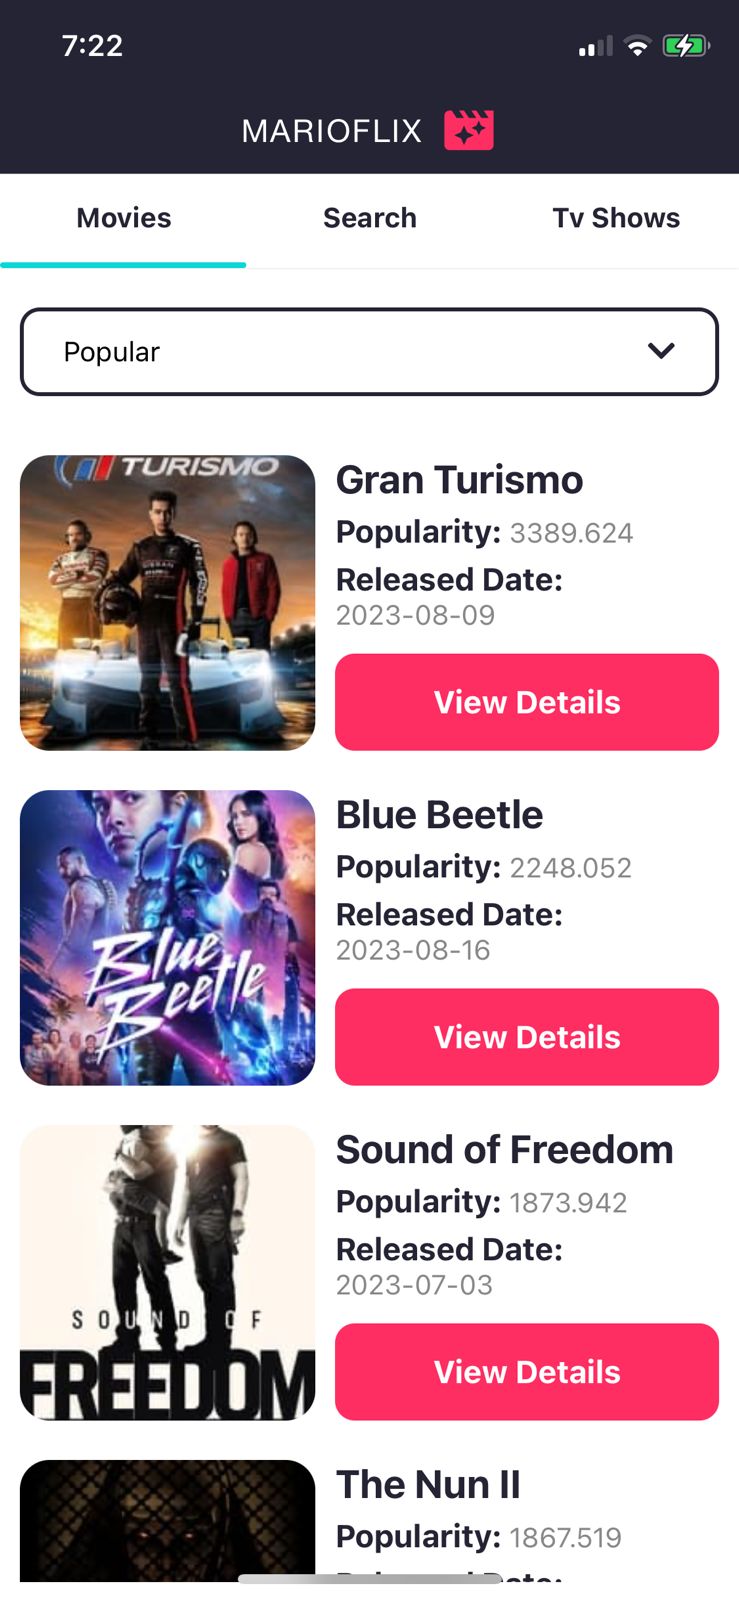 7:22
MARIOFLIX
Movies Search Tv Shows
Popular
TURISMO
Gran Turismo
Popularity: 3389.624
Released Date:
2023-08-09
View Details
Blue Beetle
Blue Beetle
Popularity: 2248.052
Released Date:
2023-08-16
View Details
SOUND OF
FREEDOM
Sound of Freedom
Popularity: 1873.942
Released Date:
2023-07-03
View Details
The Nun II
Popularity: 1867.519